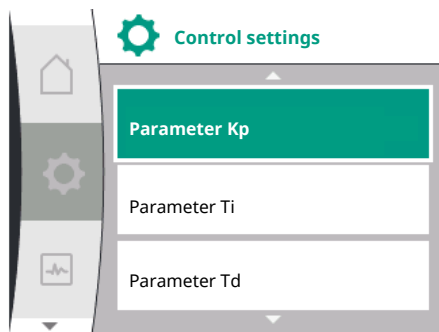 Control settings
Parameter Kp
Parameter Ti
Parameter Td